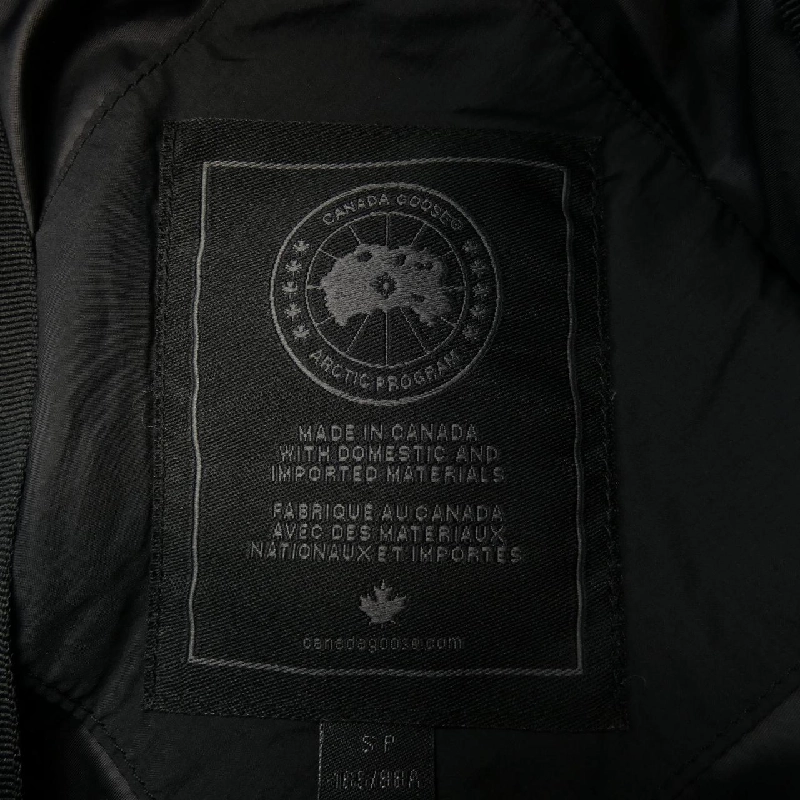 CANADA GOOSE®
ARCTIC PROGRAM
MADE IN CANADA
WITH DOMESTIC AND
IMPORTED MATERIALS
FABRIQUÉ AU CANADA
AVEC DES MATERIAUX
NATIONAUX ET IMPORTES
canadagoose.com
S P